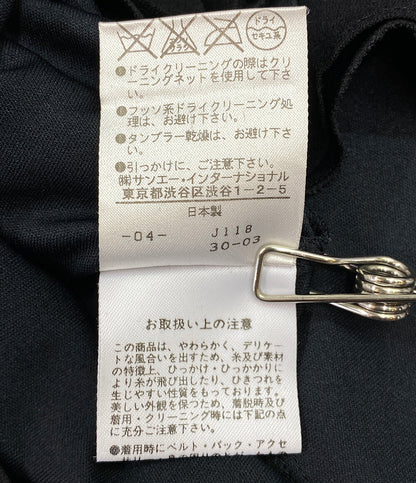 エンソ
サラシ
ドライ
セキユ系
●ドライクリーニングの際はクリ
ーニングネットを使用して下さ
い。
●フッソ系ドライクリーニング処
理は、お避け下さい。
●タンブラー乾燥は、お避け下さい。
●引っかけに、ご注意下さい。
㈱サンエー・インターナショナル
東京都渋谷区渋谷1-2-5
日本製
-04- J118
30-03
お取扱い上の注意
この商品は、やわらかく、デリケー
トな風合いを出すため、糸及び素材
の特徴上、ひっかけ・ひっかかりに
より糸が飛び出したり、ひきつれを
生じやすい性質をもっております。
美しい外観を保つため、着脱時及び
着用・クリーニング時には下記の点
に充分ご注意下さい。
●着用時にベルト・バック・アクセ